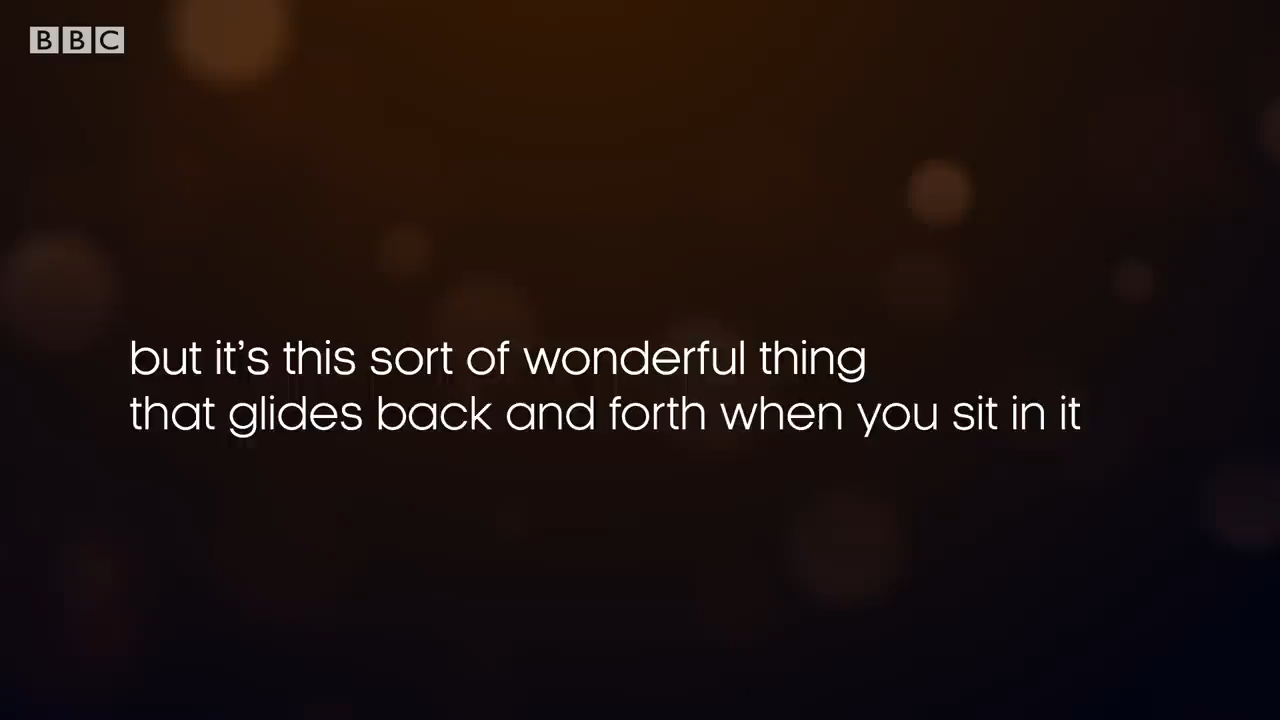 BBC
but it's this sort of wonderful thing
that glides back and forth when you sit in it